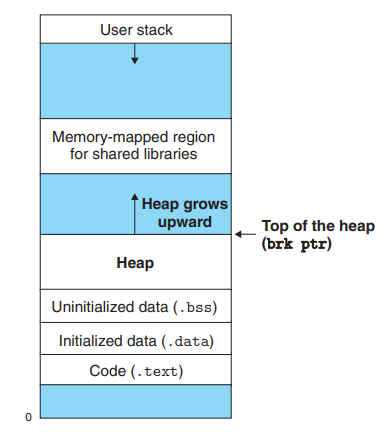 User stack
Memory-mapped region
for shared libraries
Heap grows
upward
Top of the heap
(brk ptr)
Heap
Uninitialized data (.bss)
Initialized data (.data)
Code (.text)
0